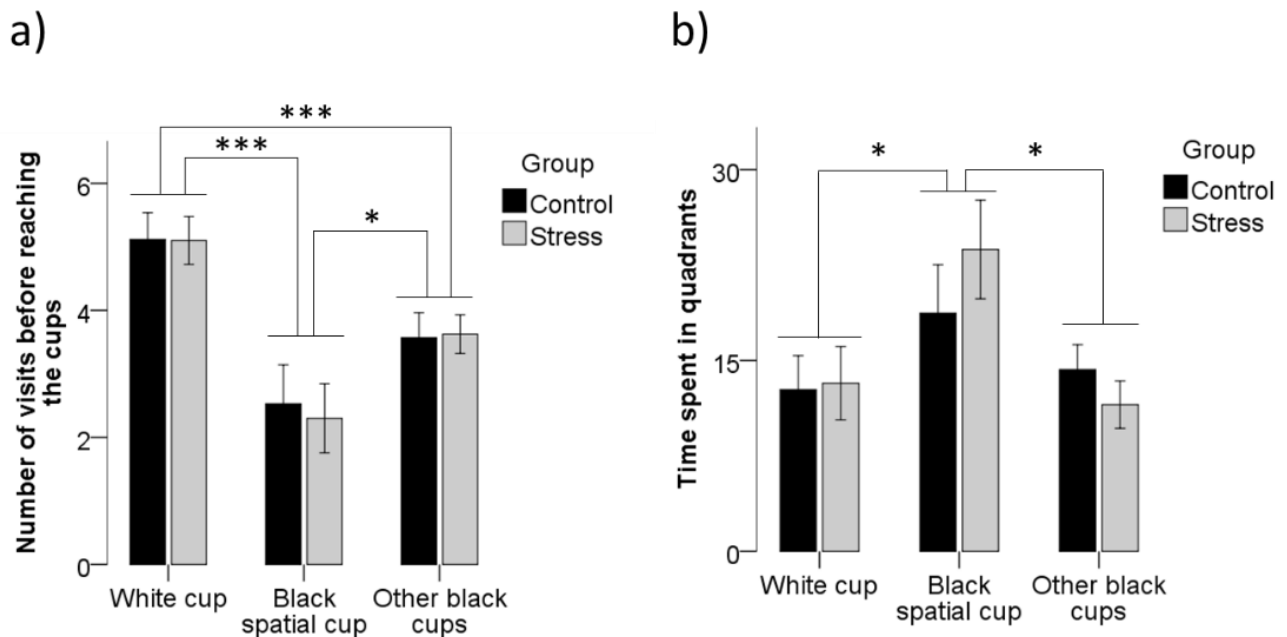 a)
Number of visits before reaching
the cups
6
4
2
0
***
***
*
Group
Control
Stress
White cup
Black
spatial cup
Other black
cups
b)
Time spent in quadrants
30
15
0
*
*
Group
Control
Stress
White cup
Black
spatial cup
Other black
cups